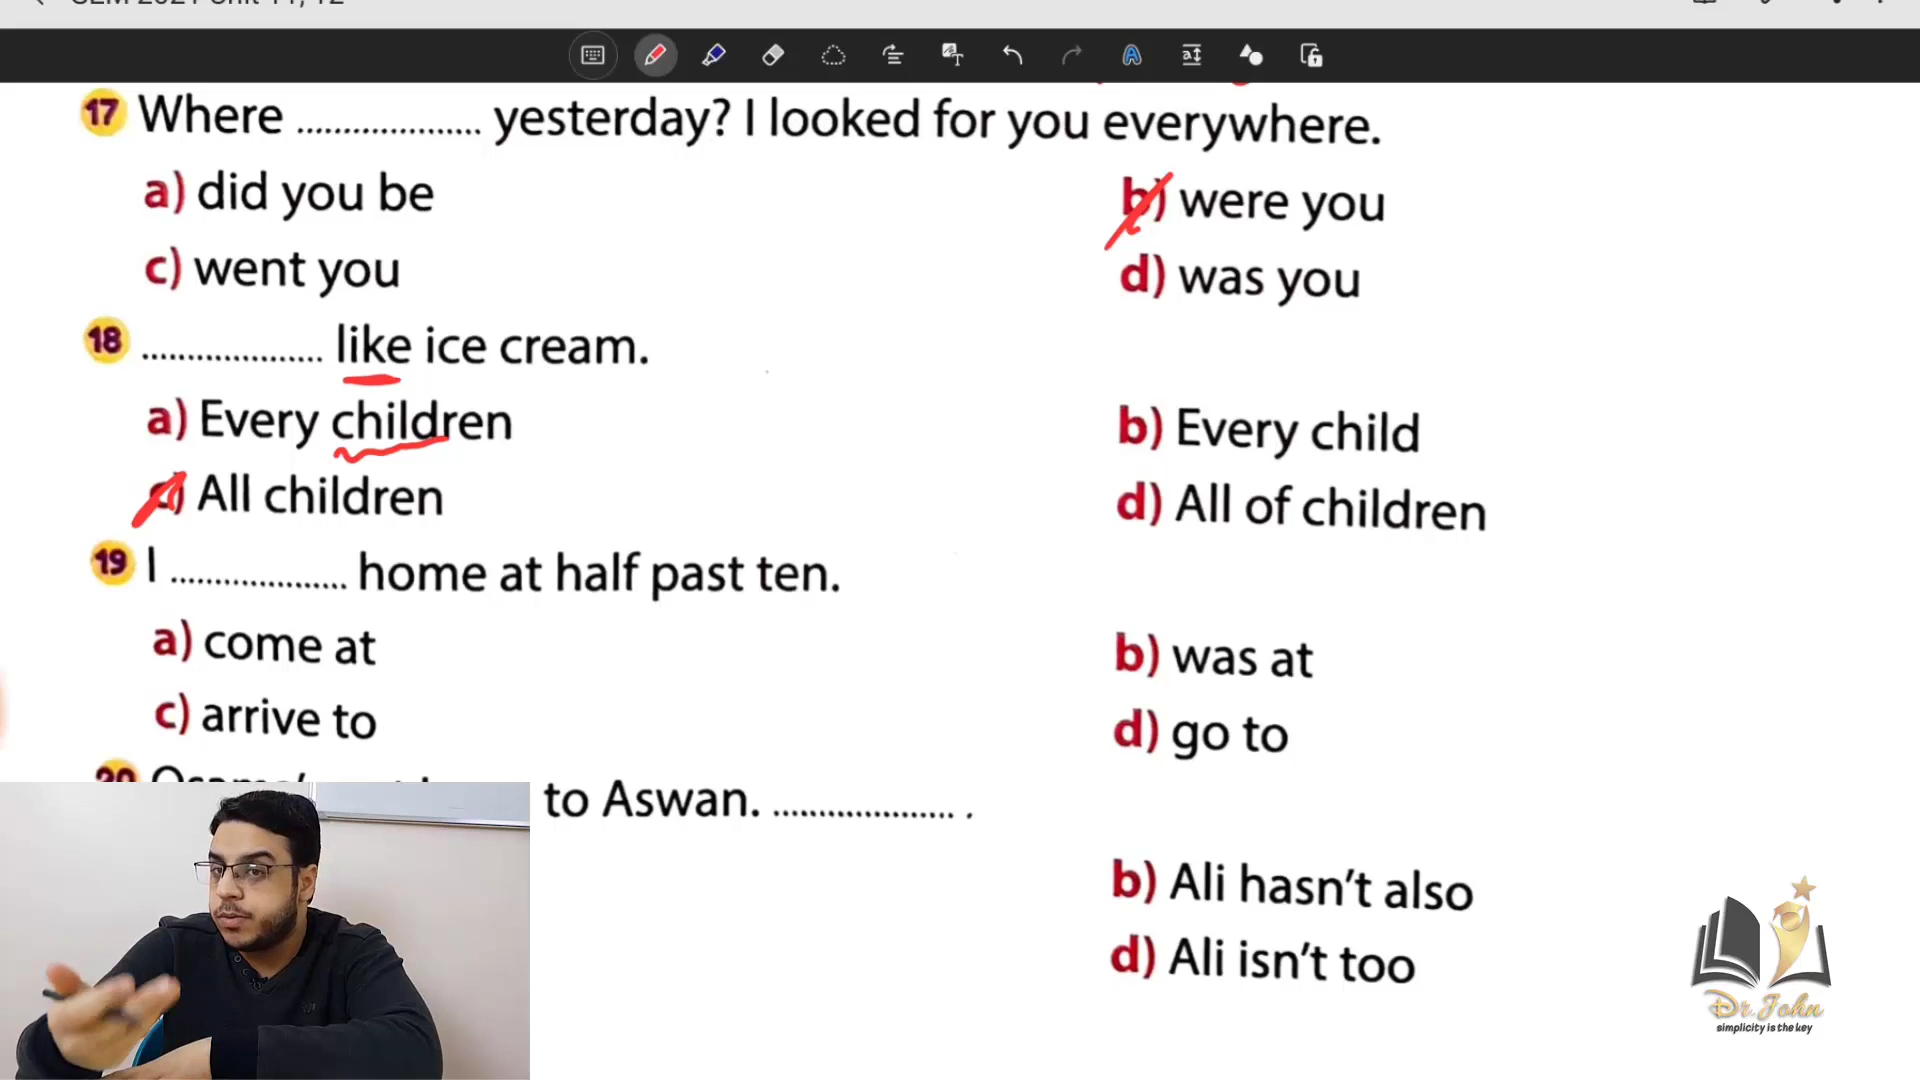 17 Where .................... yesterday? I looked for you everywhere.
a) did you be
b) were you
c) went you
d) was you
18 .................... like ice cream.
a) Every children
b) Every child
c) All children
d) All of children
19 I .................... home at half past ten.
a) come at
b) was at
c) arrive to
d) go to
20 to Aswan. .................... .
b) Ali hasn't also
d) Ali isn't too
Dr. John
simplicity is the key